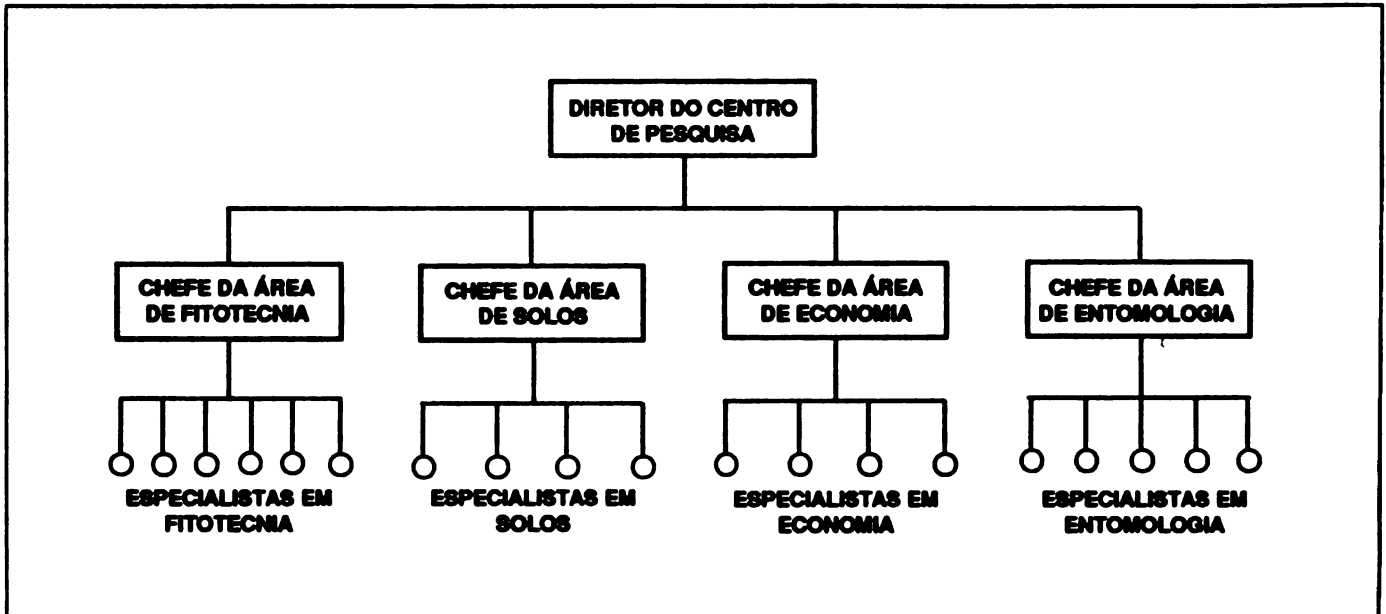 DIRETOR DO CENTRO
DE PESQUISA
CHEFE DA ÁREA
DE FITOTECNIA
CHEFE DA ÁREA
DE SOLOS
CHEFE DA ÁREA
DE ECONOMIA
CHEFE DA ÁREA
DE ENTOMOLOGIA
ESPECIALISTAS EM
FITOTECNIA
ESPECIALISTAS EM
SOLOS
ESPECIALISTAS EM
ECONOMIA
ESPECIALISTAS EM
ENTOMOLOGIA